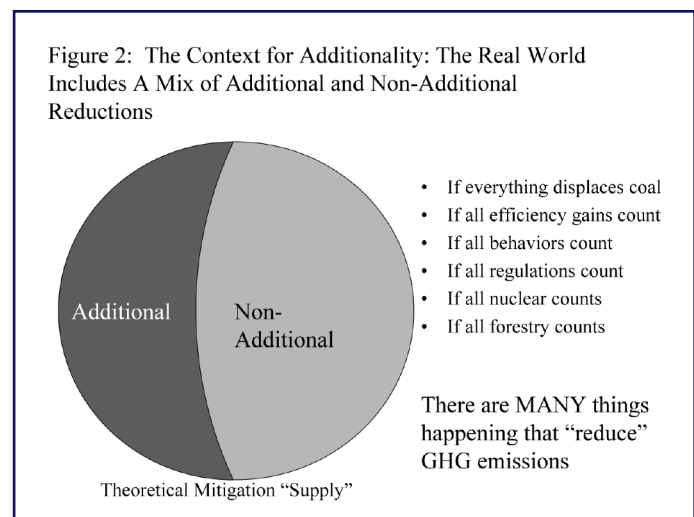 Figure 2: The Context for Additionality: The Real World
Includes A Mix of Additional and Non-Additional
Reductions
• If everything displaces coal
• If all efficiency gains count
• If all behaviors count
• If all regulations count
• If all nuclear counts
• If all forestry counts
Additional
Non-
Additional
There are MANY things
happening that “reduce”
GHG emissions
Theoretical Mitigation “Supply”